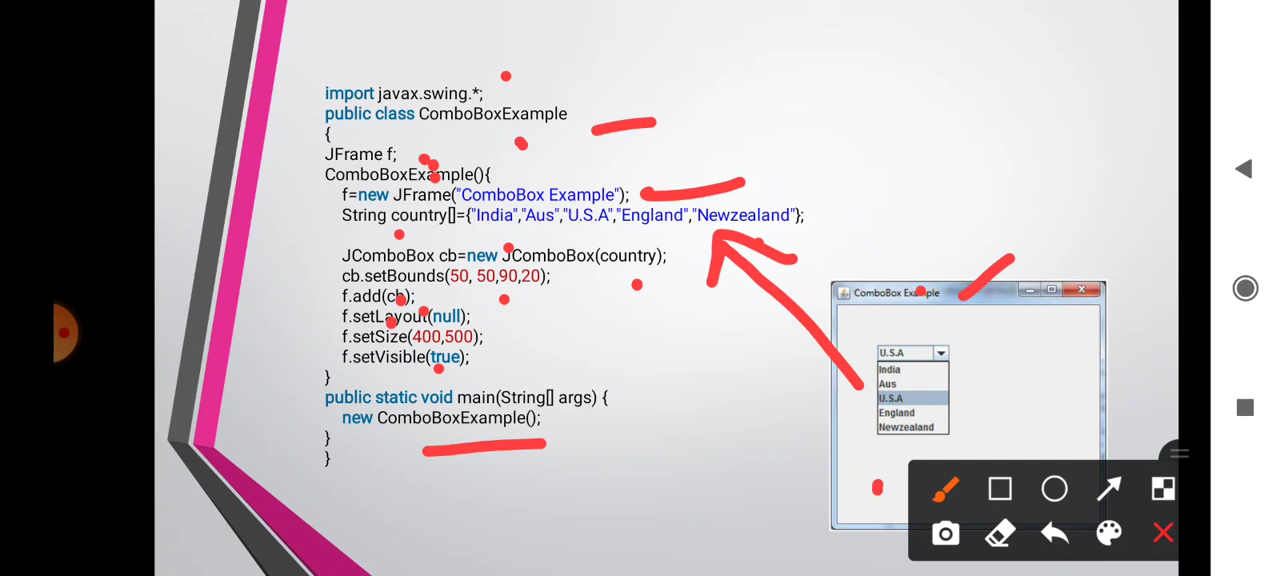 import javax.swing.*;
public class ComboBoxExample
{
JFrame f;
ComboBoxExample(){
f=new JFrame("ComboBox Example");
String country[]={"India","Aus","U.S.A","England","Newzealand"};
JComboBox cb=new JComboBox(country);
cb.setBounds(50, 50,90,20);
f.add(cb);
f.setLayout(null);
f.setSize(400,500);
f.setVisible(true);
}
public static void main(String[] args) {
new ComboBoxExample();
}
}
ComboBox Example
U.S.A
India
Aus
U.S.A
England
Newzealand